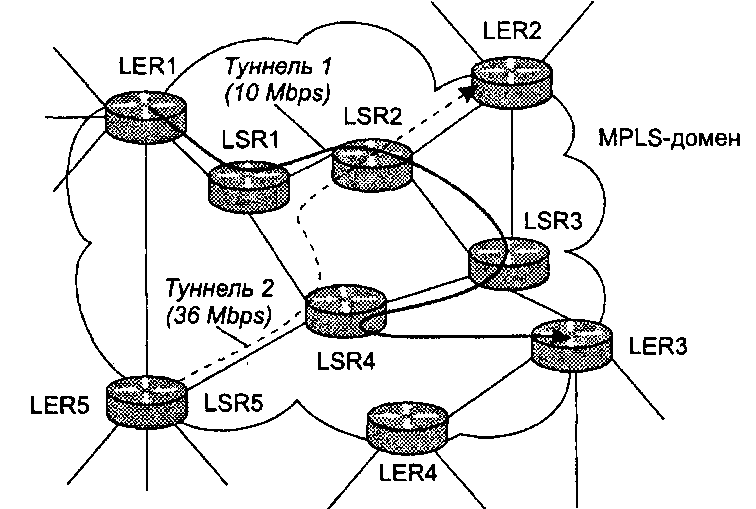 LER2
LER1
Туннель 1
(10 Mbps)
LSR2
LSR1
MPLS-домен
LSR3
Туннель 2
(36 Mbps)
LSR4
LER3
LER5
LSR5
LER4